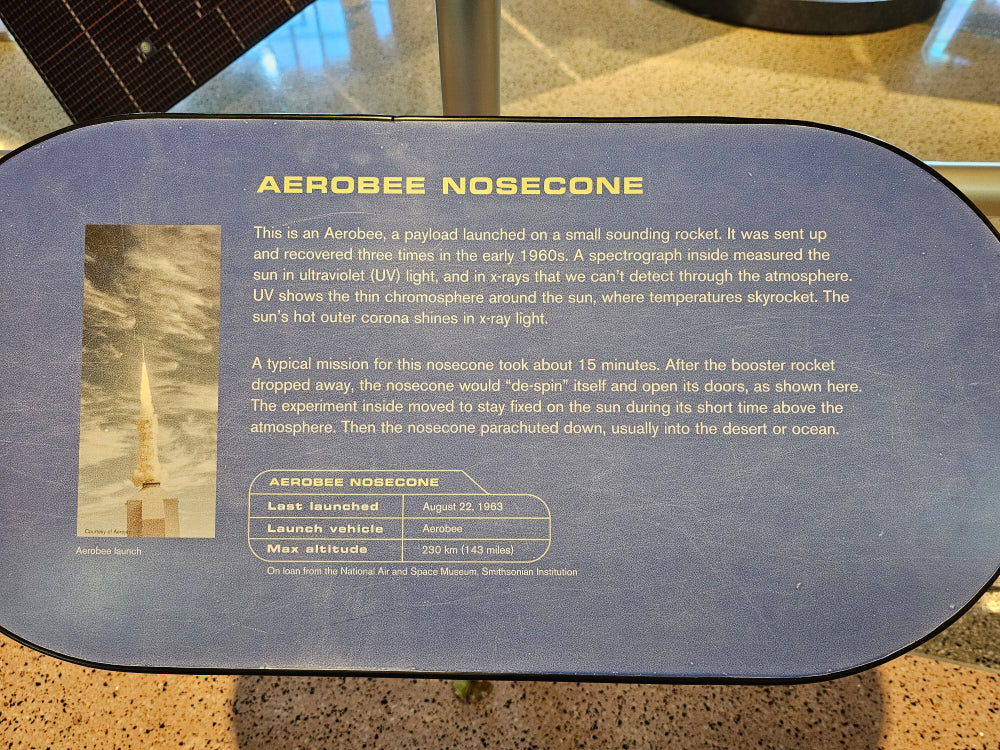 AEROBEE NOSECONE
This is an Aerobee, a payload launched on a small sounding rocket. It was sent up
and recovered three times in the early 1960s. A spectrograph inside measured the
sun in ultraviolet (UV) light, and in x-rays that we can't detect through the atmosphere.
UV shows the thin chromosphere around the sun, where temperatures skyrocket. The
sun's hot outer corona shines in x-ray light.
A typical mission for this nosecone took about 15 minutes. After the booster rocket
dropped away, the nosecone would “de-spin” itself and open its doors, as shown here.
The experiment inside moved to stay fixed on the sun during its short time above the
atmosphere. Then the nosecone parachuted down, usually into the desert or ocean.
Courtesy of
Aerobee launch
AEROBEE NOSECONE
Last launched August 22, 1963
Launch vehicle Aerobee
Max altitude 230 km (143 miles)
On loan from the National Air and Space Museum, Smithsonian Institution